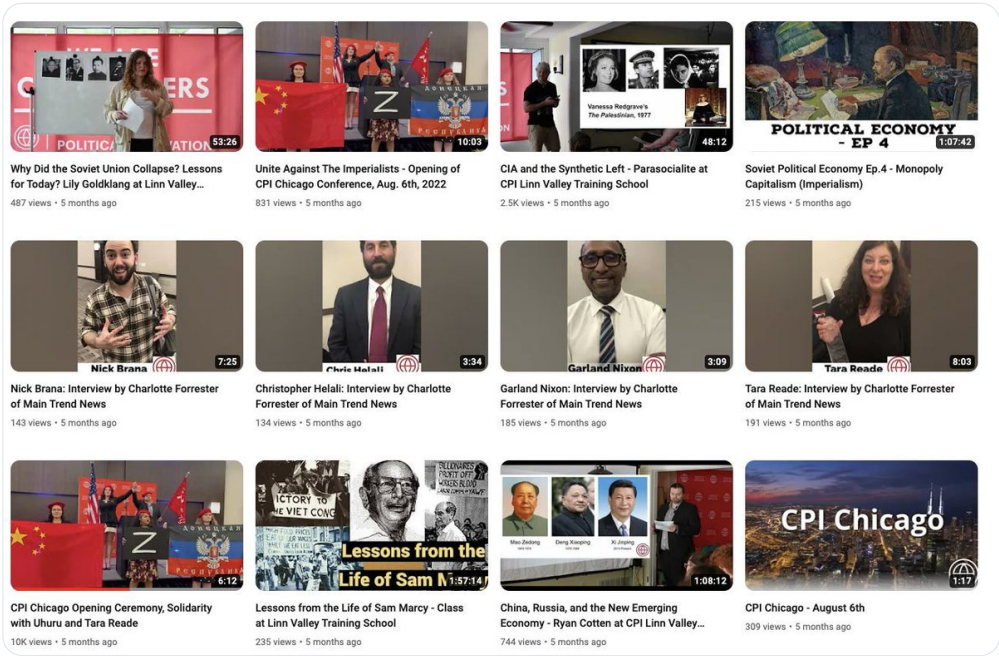 WE ARE
ERS
53:26
Why Did the Soviet Union Collapse? Lessons
for Today? Lily Goldklang at Linn Valley...
487 views • 5 months ago
Z
10:03
Unite Against The Imperialists - Opening of
CPI Chicago Conference, Aug. 6th, 2022
831 views • 5 months ago
Vanessa Redgrave's
The Palestinian, 1977
48:12
CIA and the Synthetic Left - Parasocialite at
CPI Linn Valley Training School
2.5K views • 5 months ago
POLITICAL ECONOMY
- EP 4
1:07:42
Soviet Political Economy Ep.4 - Monopoly
Capitalism (Imperialism)
215 views • 5 months ago
Nick Brana
7:25
Nick Brana: Interview by Charlotte Forrester
of Main Trend News
143 views • 5 months ago
Chris Helali
3:34
Christopher Helali: Interview by Charlotte
Forrester of Main Trend News
134 views • 5 months ago
Garland Nixon
3:09
Garland Nixon: Interview by Charlotte
Forrester of Main Trend News
185 views • 5 months ago
Tara Reade
8:03
Tara Reade: Interview by Charlotte Forrester
of Main Trend News
191 views • 5 months ago
Z
6:12
CPI Chicago Opening Ceremony, Solidarity
with Uhuru and Tara Reade
10K views • 5 months ago
VICTORY TO
THE VIET CONG
BILLIONAIRES
PROFIT OFF
WORKERS BLOOD
Lessons from the
Life of Sam M
1:57:14
Lessons from the Life of Sam Marcy - Class
at Linn Valley Training School
235 views • 5 months ago
Mao Zedong
Deng Xiaoping
Xi Jinping
1:08:12
China, Russia, and the New Emerging
Economy - Ryan Cotten at CPI Linn Valley...
744 views • 5 months ago
CPI Chicago
1:17
CPI Chicago - August 6th
309 views • 5 months ago